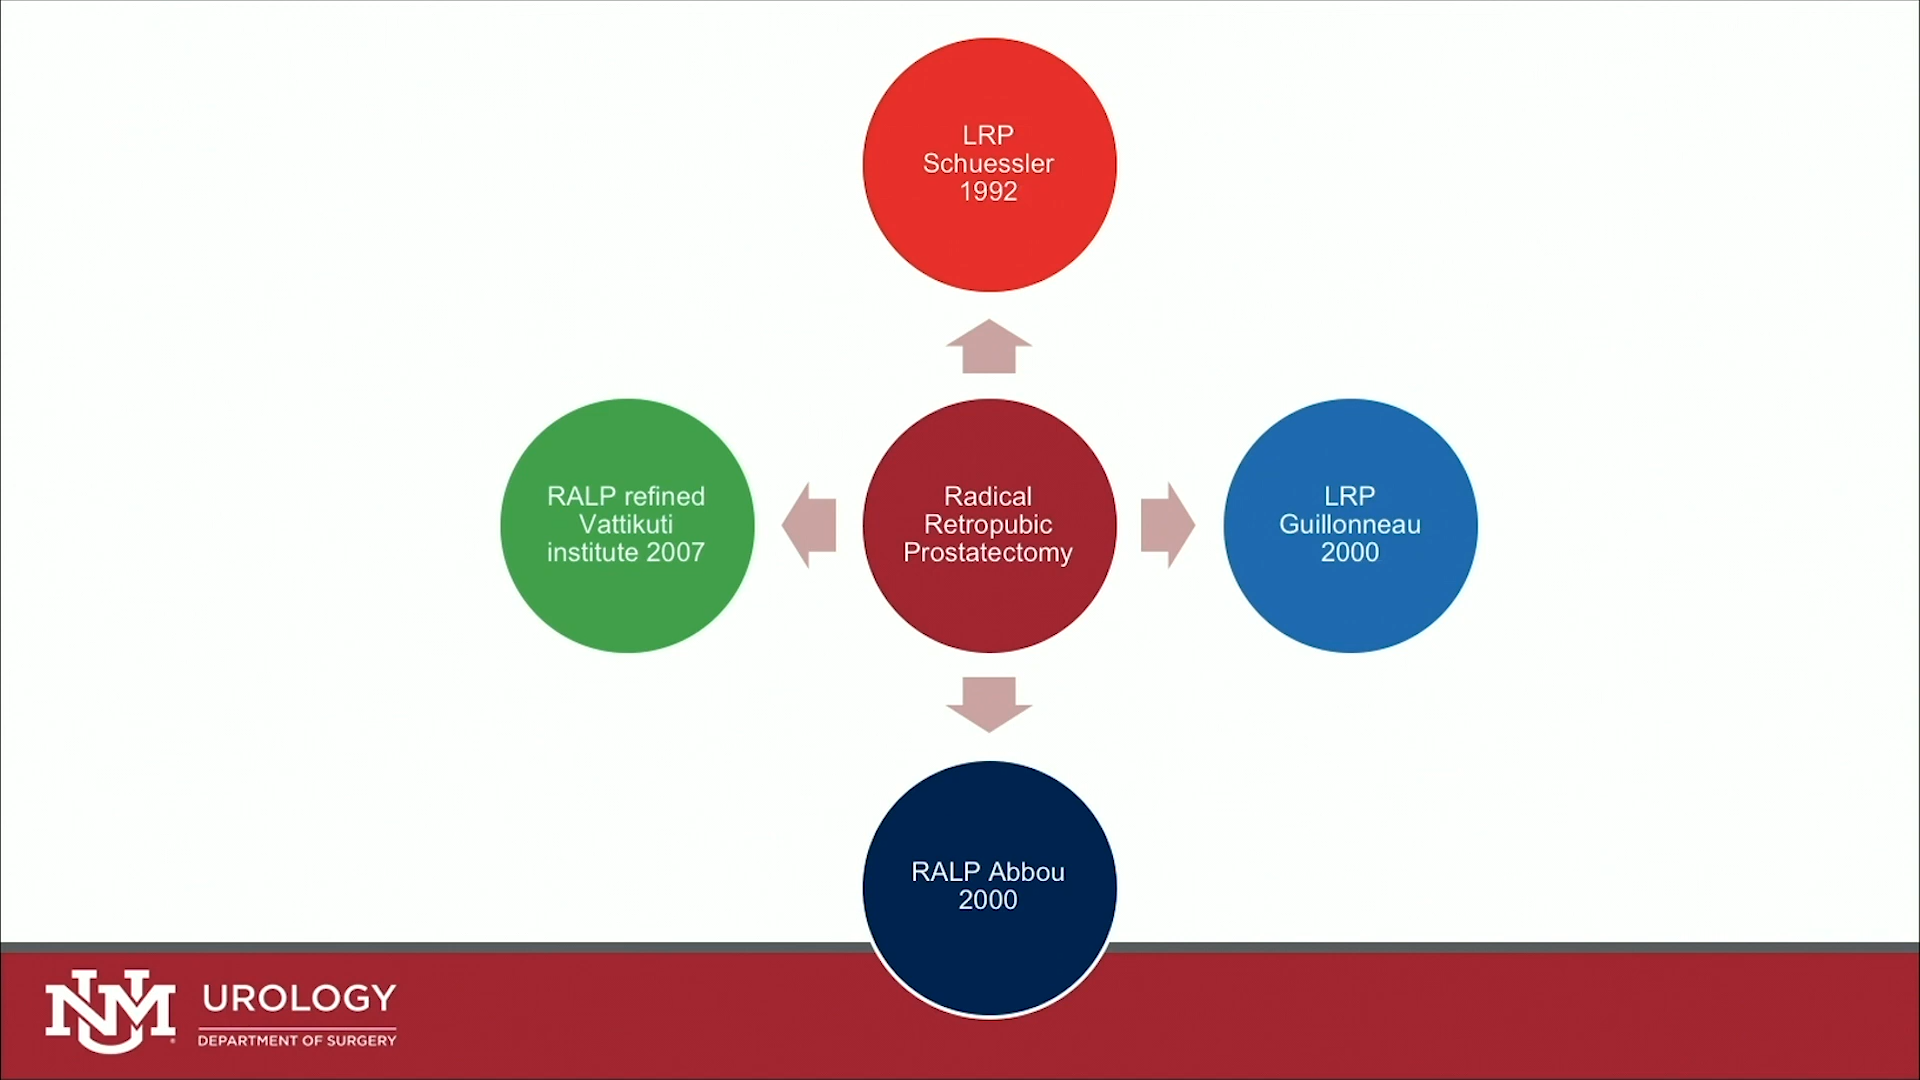 LRP
Schuessler
1992
RALP refined
Vattikuti
institute 2007
Radical
Retropubic
Prostatectomy
LRP
Guillonneau
2000
RALP Abbou
2000
UNM UROLOGY
DEPARTMENT OF SURGERY